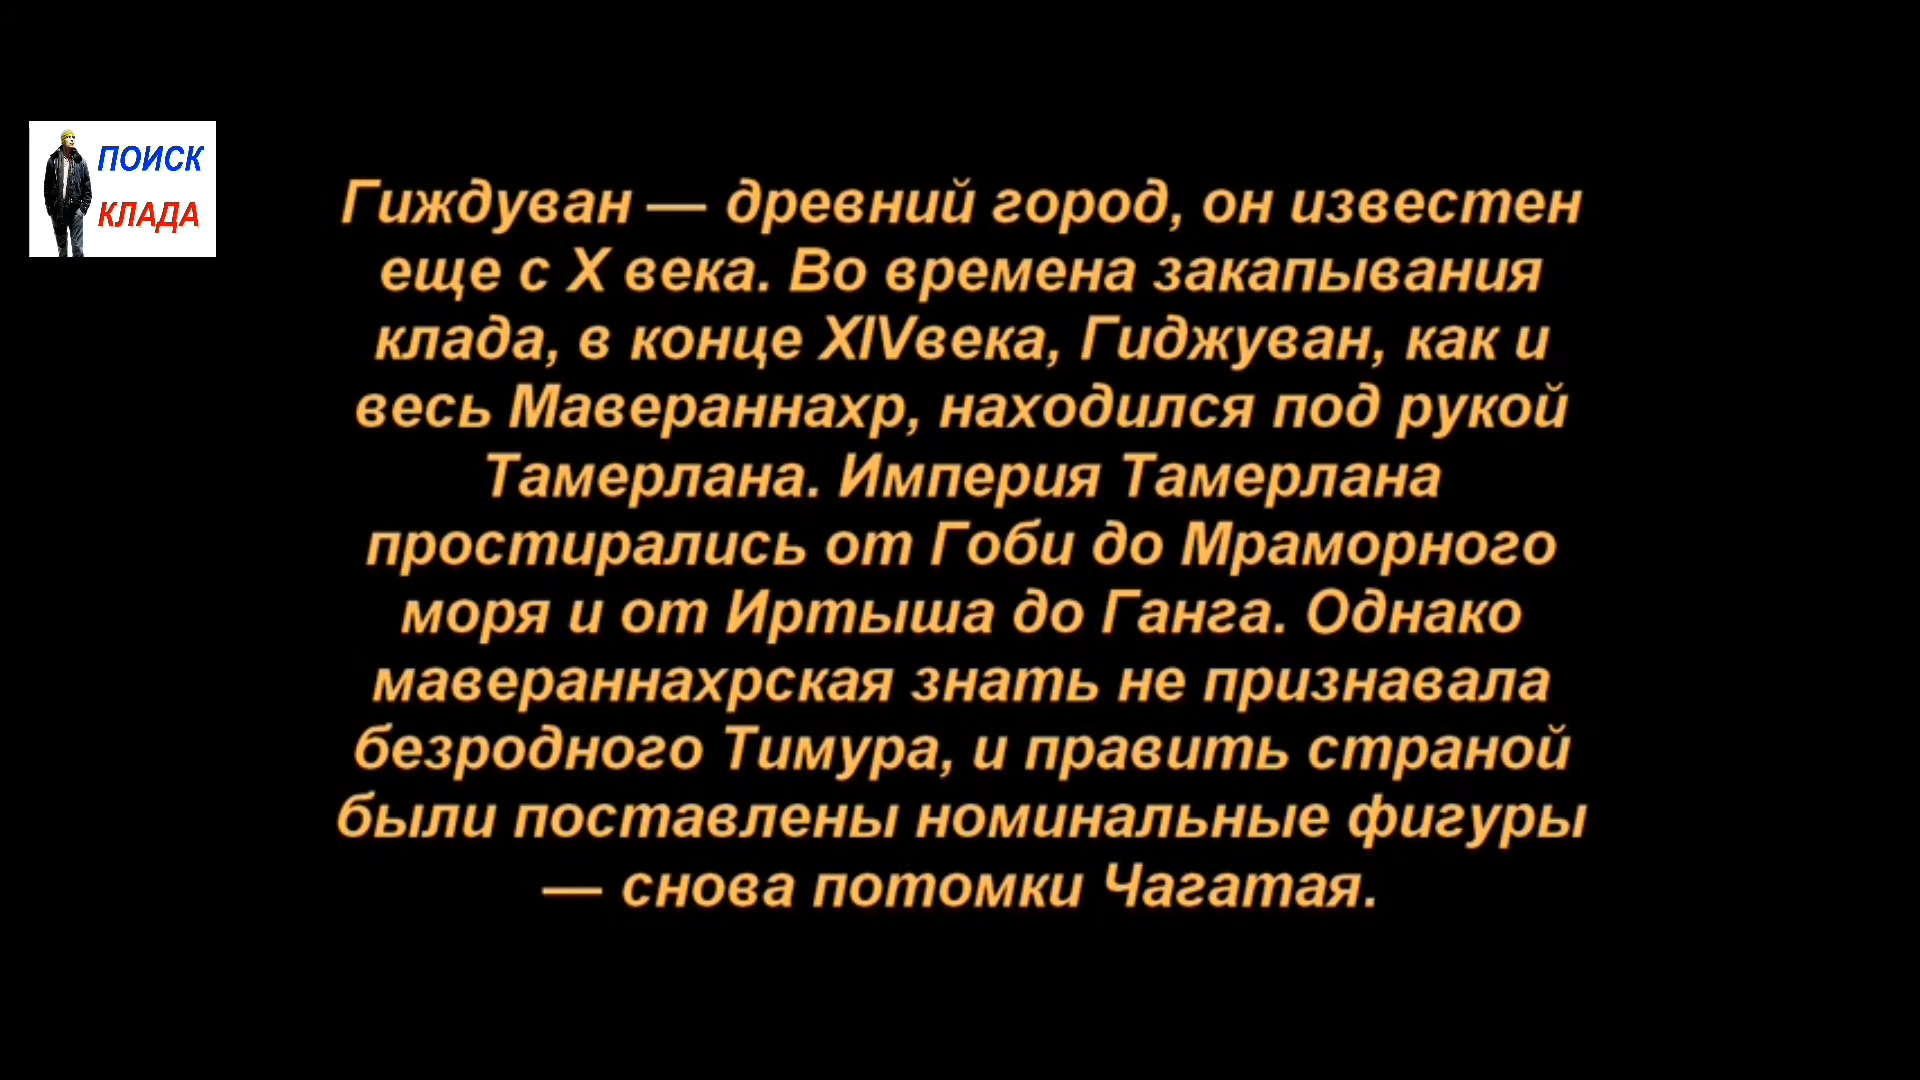 ПОИСК
КЛАДА
Гиждуван — древний город, он известен
еще с X века. Во времена закапывания
клада, в конце XIVвека, Гиджуван, как и
весь Мавераннахр, находился под рукой
Тамерлана. Империя Тамерлана
простирались от Гоби до Мраморного
моря и от Иртыша до Ганга. Однако
мавераннахрская знать не признавала
безродного Тимура, и править страной
были поставлены номинальные фигуры
— снова потомки Чагатая.